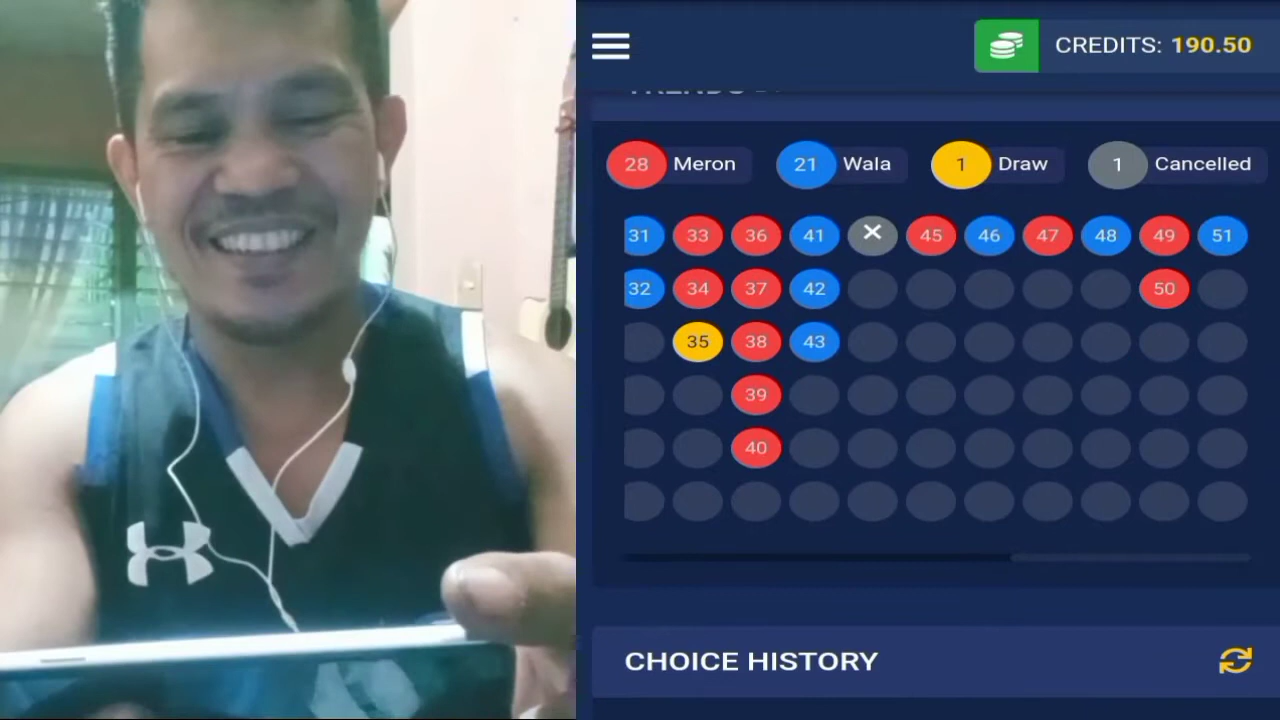 CREDITS: 190.50
28 Meron 21 Wala 1 Draw 1 Cancelled
31 33 36 41 45 46 47 48 49 51
32 34 37 42 50
35 38 43
39
40
CHOICE HISTORY